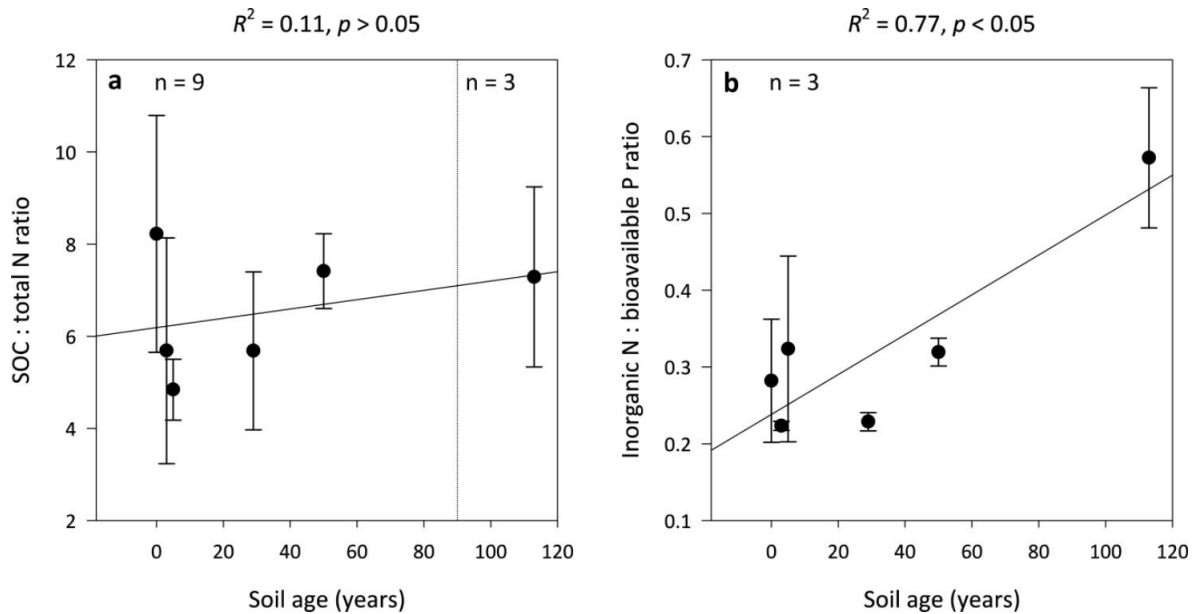 R² = 0.11, p > 0.05
a
n = 9
n = 3
SOC : total N ratio
12
10
8
6
4
2
0 20 40 60 80 100 120
Soil age (years)
R² = 0.77, p < 0.05
b
n = 3
Inorganic N : bioavailable P ratio
0.7
0.6
0.5
0.4
0.3
0.2
0.1
0 20 40 60 80 100 120
Soil age (years)